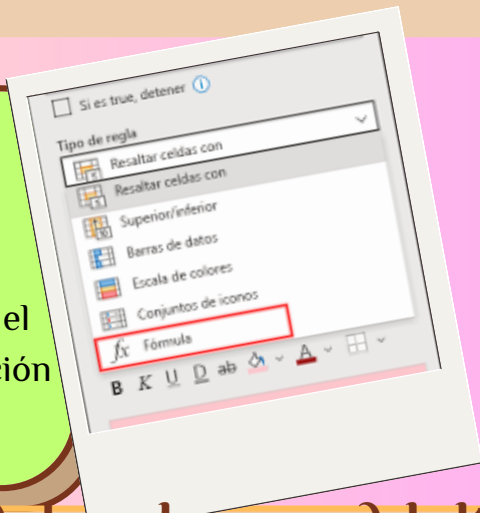 Si es true, detener
Tipo de regla
Resaltar celdas con
Resaltar celdas con
Superior/inferior
Barras de datos
Escala de colores
Conjuntos de iconos
fx Fórmula
B K U D ab A
el
ción